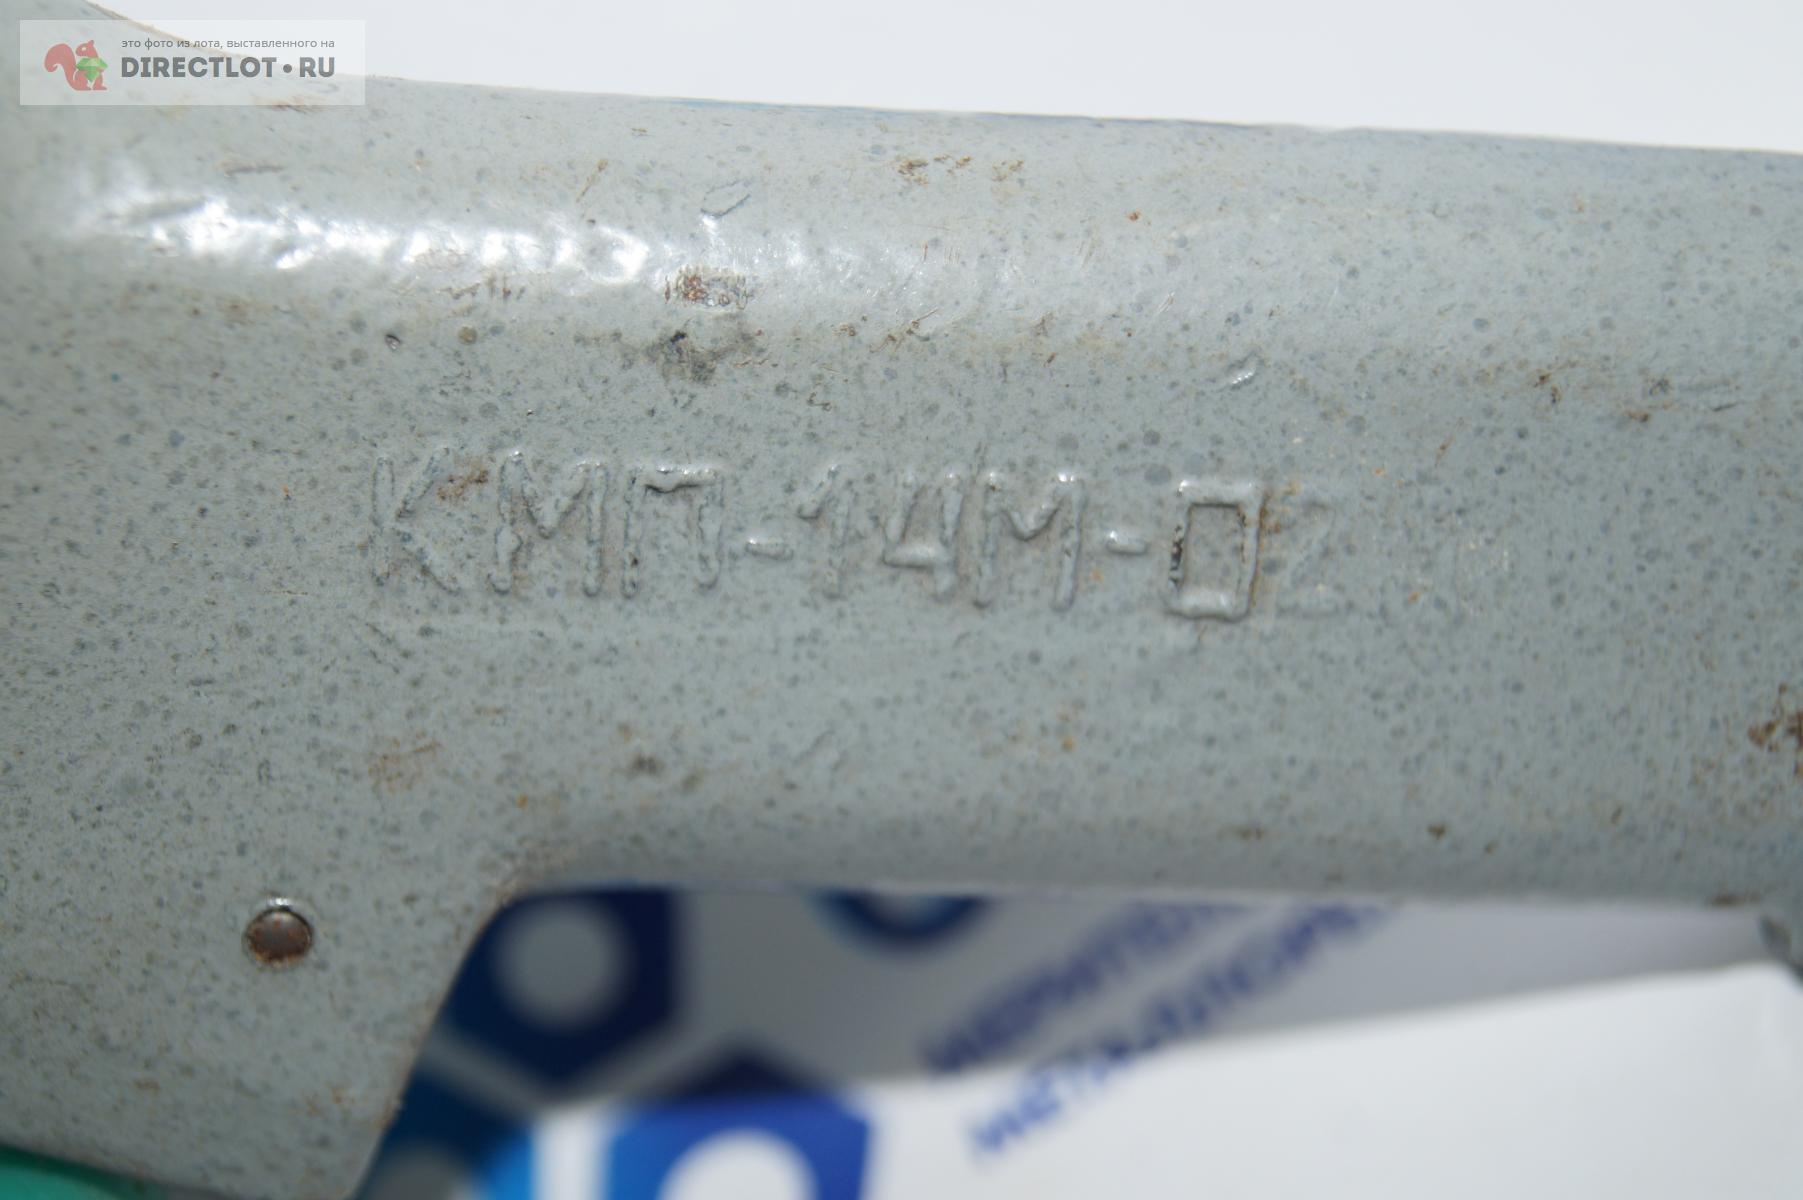 это фото из лота, выставленного на
DIRECTLOT•RU
КМП-14М-02